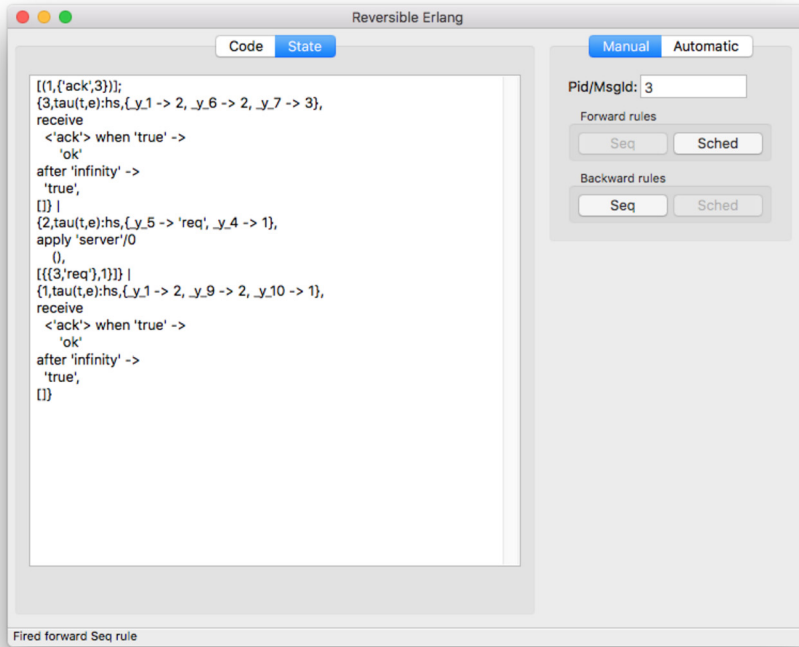 Reversible Erlang
Code State
Manual Automatic
[(1,{'ack',3})];
{3,tau(t,e):hs,{_y_1 -> 2, _y_6 -> 2, _y_7 -> 3},
receive
<'ack'> when 'true' ->
'ok'
after 'infinity' ->
'true',
[]} |
{2,tau(t,e):hs,{_y_5 -> 'req', _y_4 -> 1},
apply 'server'/0
(),
[{{3,'req'},1}]} |
{1,tau(t,e):hs,{_y_1 -> 2, _y_9 -> 2, _y_10 -> 1},
receive
<'ack'> when 'true' ->
'ok'
after 'infinity' ->
'true',
[]}
Pid/MsgId: 3
Forward rules
Seq Sched
Backward rules
Seq Sched
Fired forward Seq rule